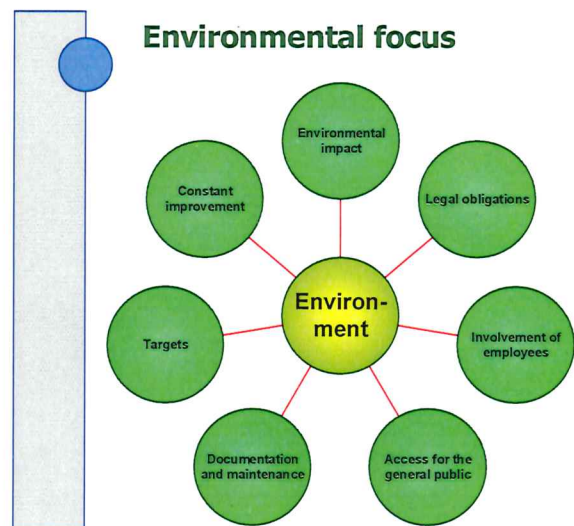 Environmental focus
Environmental
impact
Legal obligations
Involvement of
employees
Access for the
general public
Documentation
and maintenance
Targets
Constant
improvement
Environ-
ment